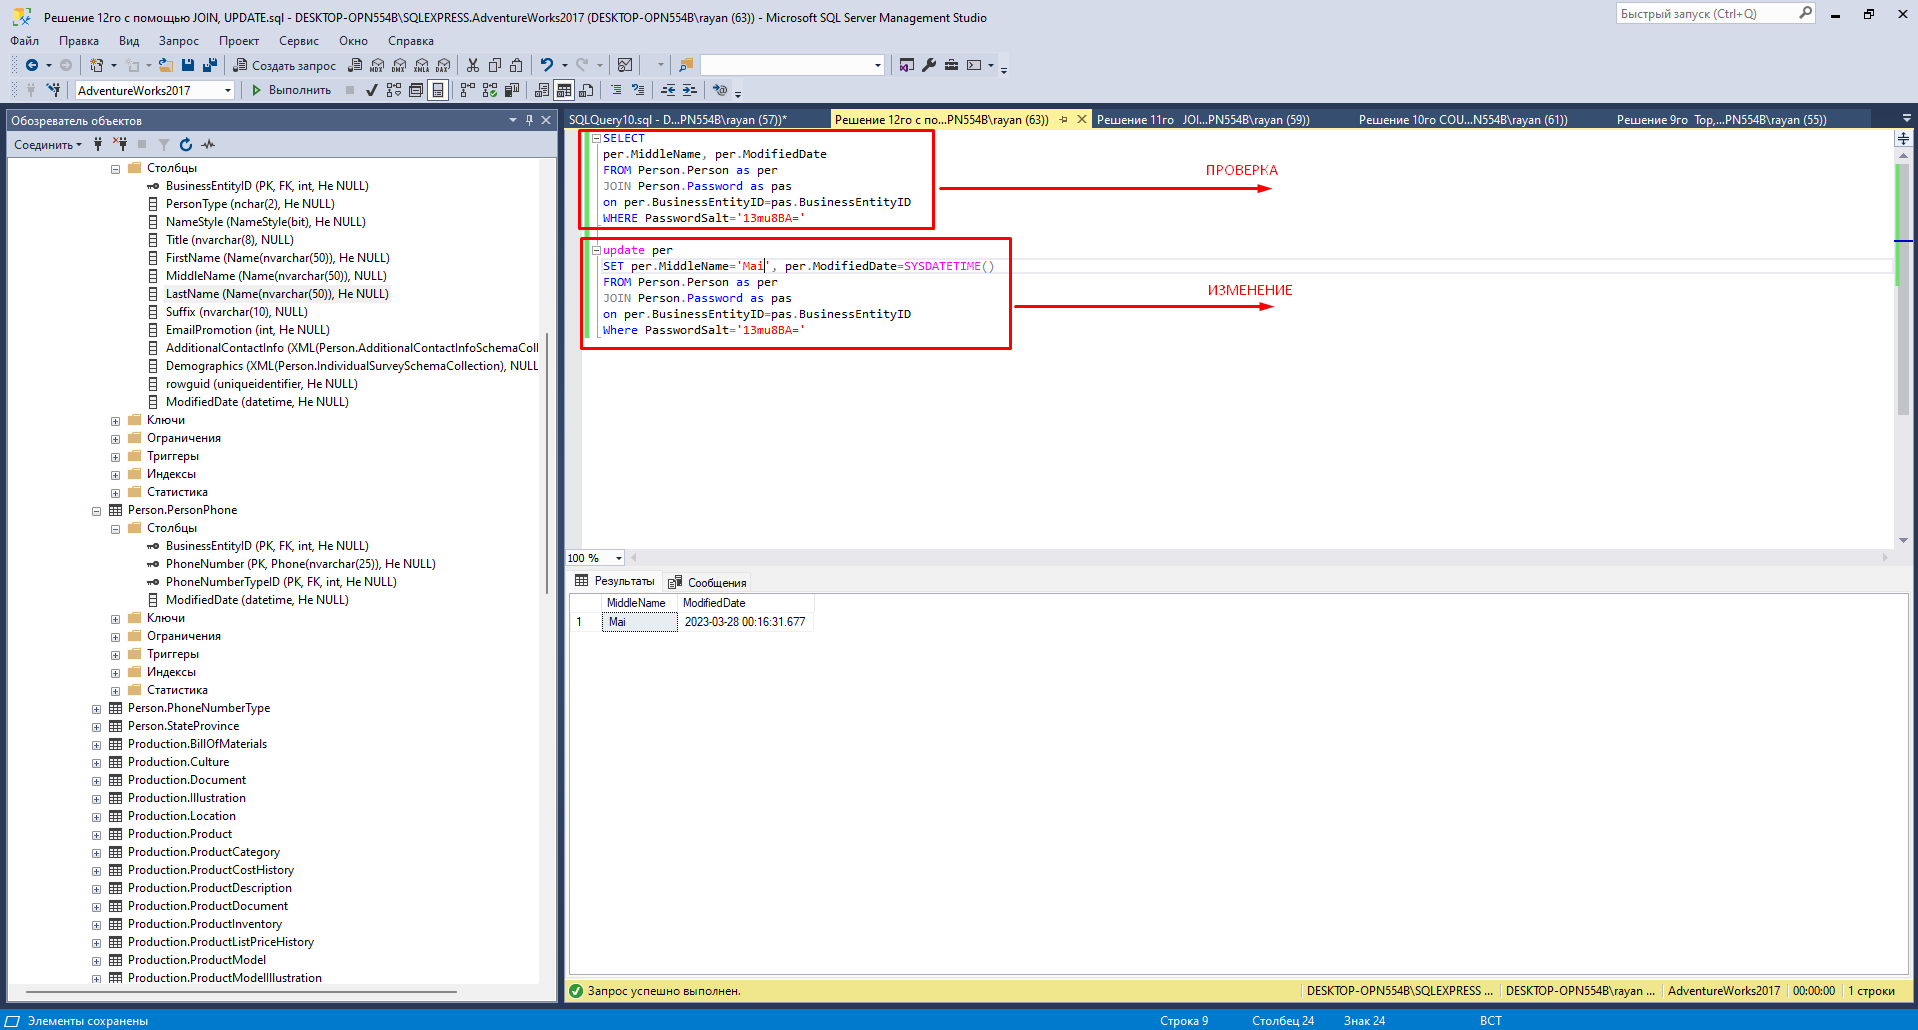 Решение 12го с помощью JOIN, UPDATE.sql - DESKTOP-OPN554B\SQLEXPRESS.AdventureWorks2017 (DESKTOP-OPN554B\rayan (63)) - Microsoft SQL Server Management Studio
Быстрый запуск (Ctrl+Q)
Файл Правка Вид Запрос Проект Сервис Окно Справка
Создать запрос
MDX DMX XMLA DAX
AdventureWorks2017
Выполнить
Обозреватель объектов
Соединить
Столбцы
BusinessEntityID (PK, FK, int, Не NULL)
PersonType (nchar(2), Не NULL)
NameStyle (NameStyle(bit), Не NULL)
Title (nvarchar(8), NULL)
FirstName (Name(nvarchar(50)), Не NULL)
MiddleName (Name(nvarchar(50)), NULL)
LastName (Name(nvarchar(50)), Не NULL)
Suffix (nvarchar(10), NULL)
EmailPromotion (int, Не NULL)
AdditionalContactInfo (XML(Person.AdditionalContactInfoSchemaColl
Demographics (XML(Person.IndividualSurveySchemaCollection), NULL
rowguid (uniqueidentifier, Не NULL)
ModifiedDate (datetime, Не NULL)
Ключи
Ограничения
Триггеры
Индексы
Статистика
Person.PersonPhone
Столбцы
BusinessEntityID (PK, FK, int, Не NULL)
PhoneNumber (PK, Phone(nvarchar(25)), Не NULL)
PhoneNumberTypeID (PK, FK, int, Не NULL)
ModifiedDate (datetime, Не NULL)
Ключи
Ограничения
Триггеры
Индексы
Статистика
Person.PhoneNumberType
Person.StateProvince
Production.BillOfMaterials
Production.Culture
Production.Document
Production.Illustration
Production.Location
Production.Product
Production.ProductCategory
Production.ProductCostHistory
Production.ProductDescription
Production.ProductDocument
Production.ProductInventory
Production.ProductListPriceHistory
Production.ProductModel
Production.ProductModelIllustration
SQLQuery10.sql - D...PN554B\rayan (57))*
Решение 12го с по...PN554B\rayan (63))
Решение 11го JOI...PN554B\rayan (59))
Решение 10го COU...N554B\rayan (61))
Решение 9го Top,...PN554B\rayan (55))
SELECT
per.MiddleName, per.ModifiedDate
FROM Person.Person as per
JOIN Person.Password as pas
on per.BusinessEntityID=pas.BusinessEntityID
WHERE PasswordSalt='13mu8BA='
ПРОВЕРКА
update per
SET per.MiddleName='Mai', per.ModifiedDate=SYSDATETIME()
FROM Person.Person as per
JOIN Person.Password as pas
on per.BusinessEntityID=pas.BusinessEntityID
Where PasswordSalt='13mu8BA='
ИЗМЕНЕНИЕ
100 %
Результаты Сообщения
MiddleName ModifiedDate
1 Mai 2023-03-28 00:16:31.677
Запрос успешно выполнен.
DESKTOP-OPN554B\SQLEXPRESS ... DESKTOP-OPN554B\rayan ... AdventureWorks2017 00:00:00 1 строки
Элементы сохранены
Строка 9 Столбец 24 Знак 24 ВСТ